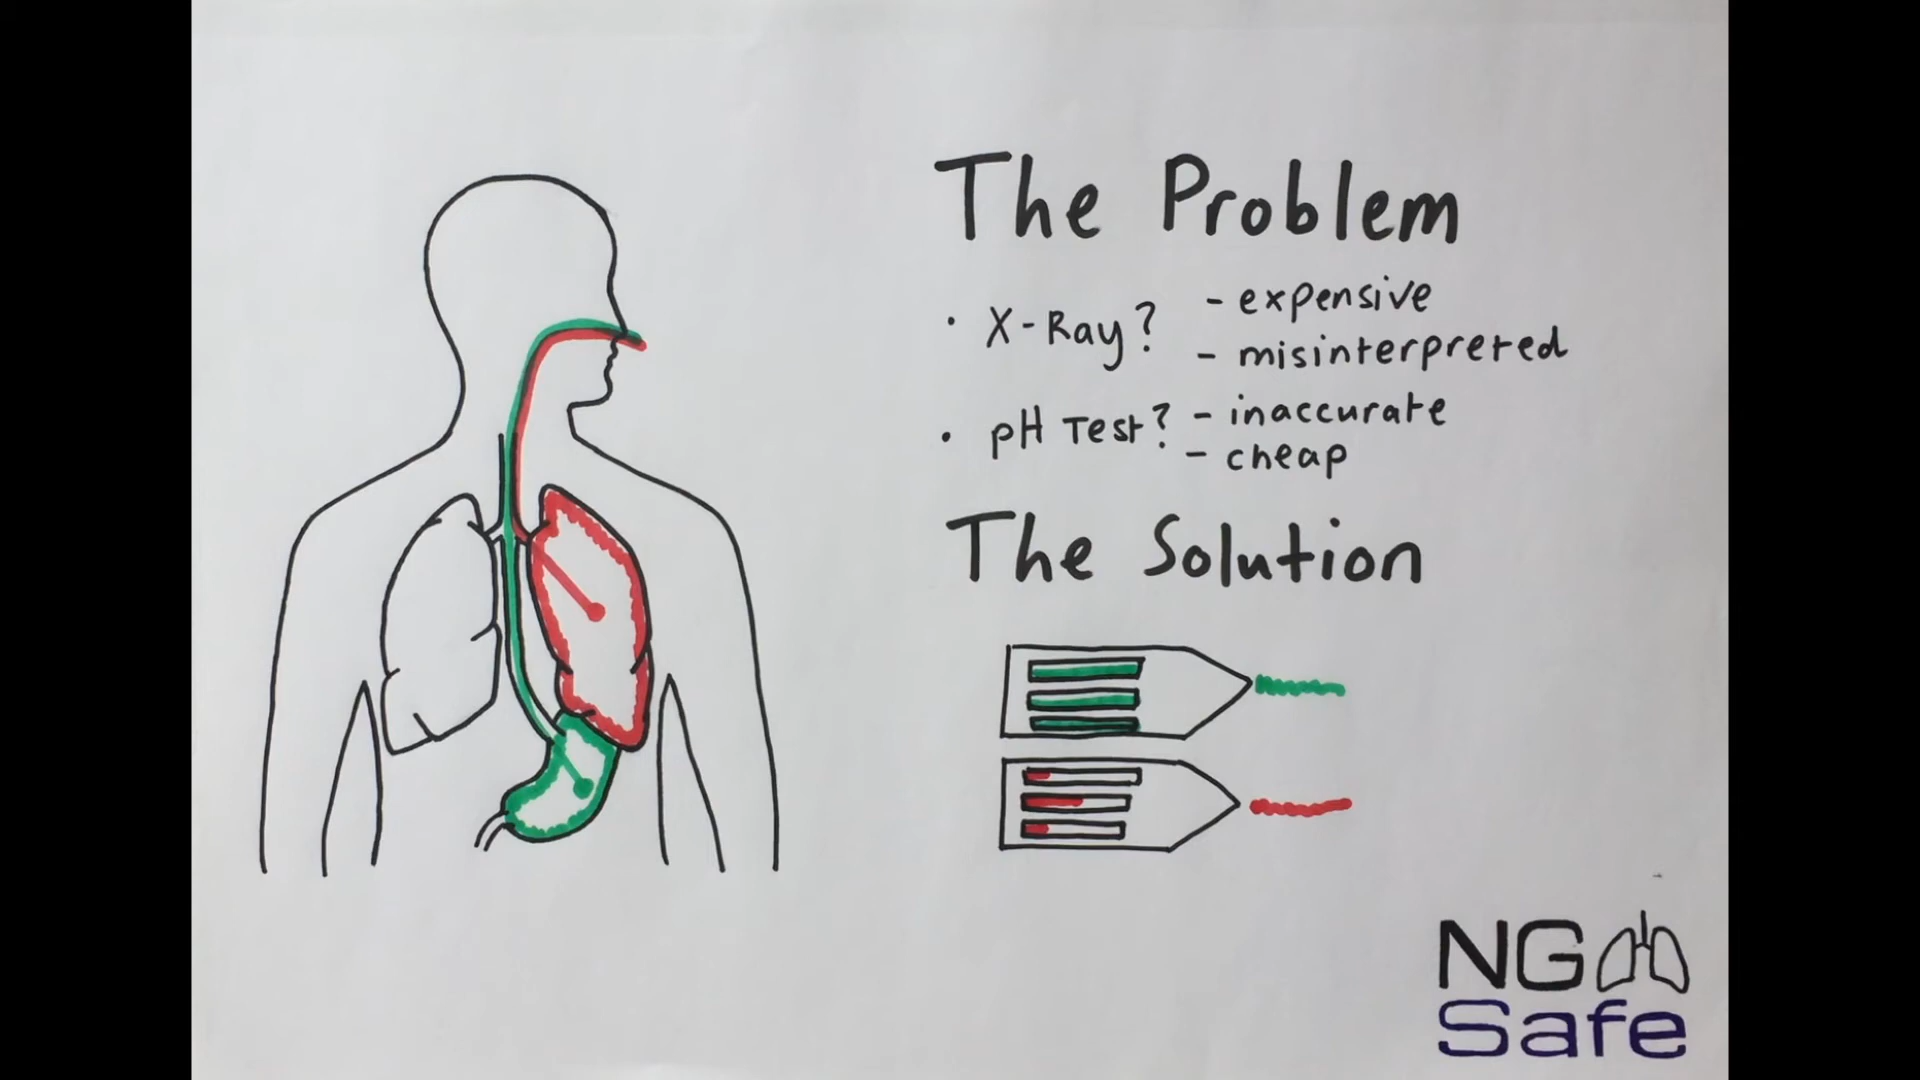 The Problem
· X-Ray? - expensive
- misinterpreted
· pH Test? - inaccurate
- cheap
The Solution
NG
Safe